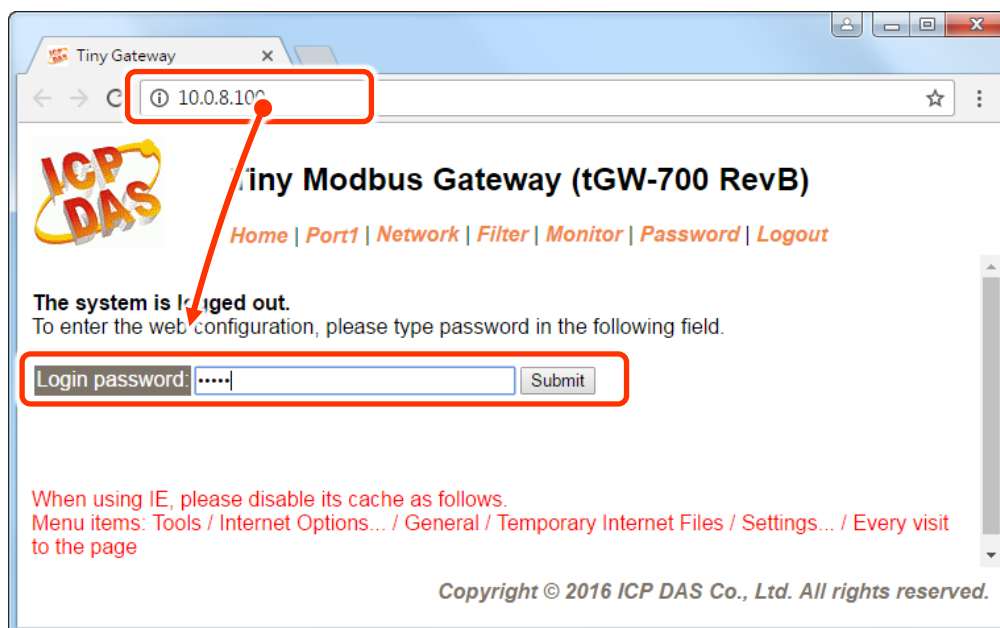 Tiny Gateway
10.0.8.100
ICP
DAS
Tiny Modbus Gateway (tGW-700 RevB)
Home | Port1 | Network | Filter | Monitor | Password | Logout
The system is logged out.
To enter the web configuration, please type password in the following field.
Login password: ••••• Submit
When using IE, please disable its cache as follows.
Menu items: Tools / Internet Options... / General / Temporary Internet Files / Settings... / Every visit
to the page
Copyright © 2016 ICP DAS Co., Ltd. All rights reserved.